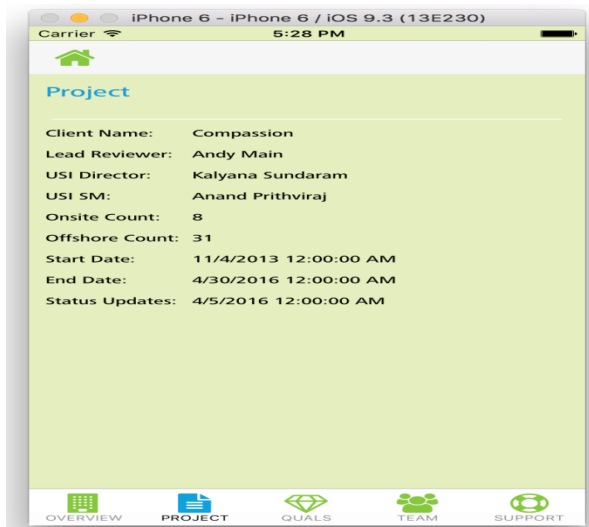 iPhone 6 - iPhone 6 / iOS 9.3 (13E230)
Carrier 5:28 PM
Project
Client Name: Compassion
Lead Reviewer: Andy Main
USI Director: Kalyana Sundaram
USI SM: Anand Prithviraj
Onsite Count: 8
Offshore Count: 31
Start Date: 11/4/2013 12:00:00 AM
End Date: 4/30/2016 12:00:00 AM
Status Updates: 4/5/2016 12:00:00 AM
OVERVIEW PROJECT QUALS TEAM SUPPORT